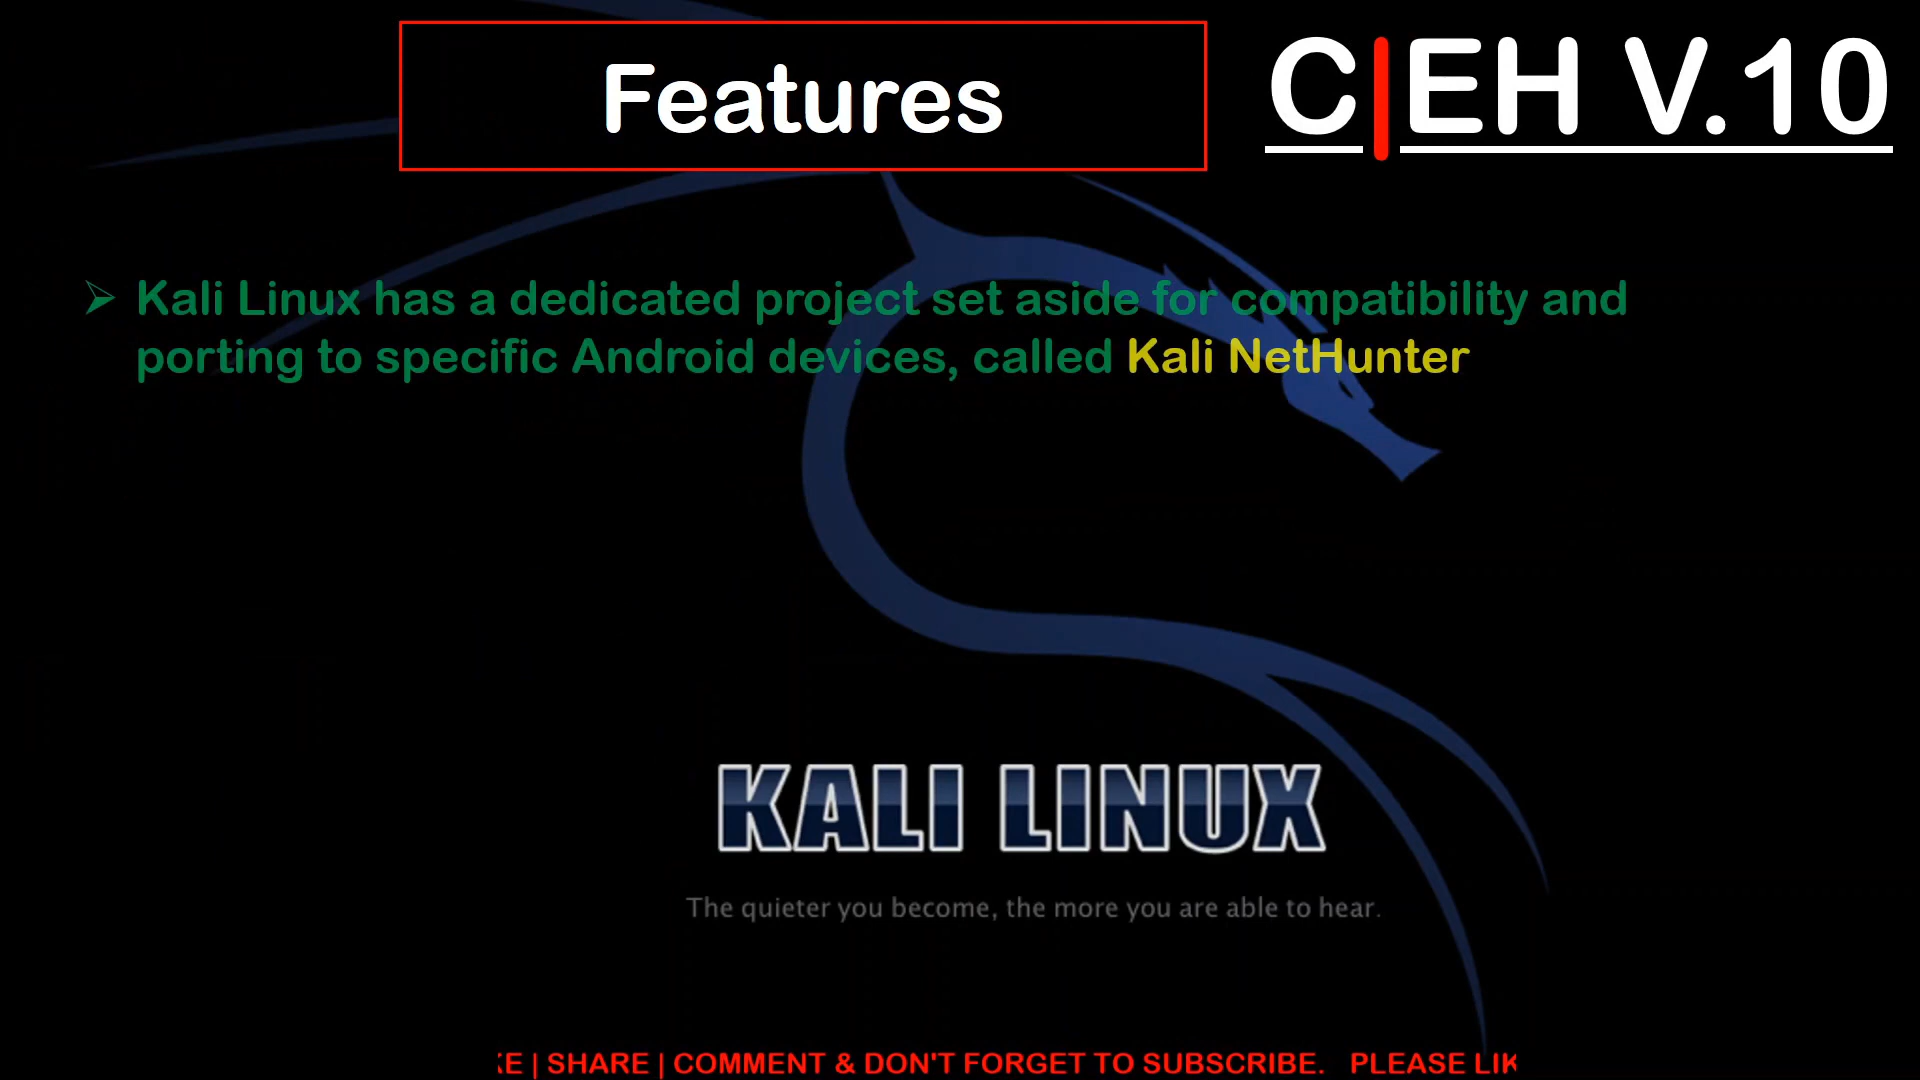 Features
C|EH V.10
➢ Kali Linux has a dedicated project set aside for compatibility and
porting to specific Android devices, called Kali NetHunter
KALI LINUX
The quieter you become, the more you are able to hear.
KE | SHARE | COMMENT & DON'T FORGET TO SUBSCRIBE. PLEASE LIK